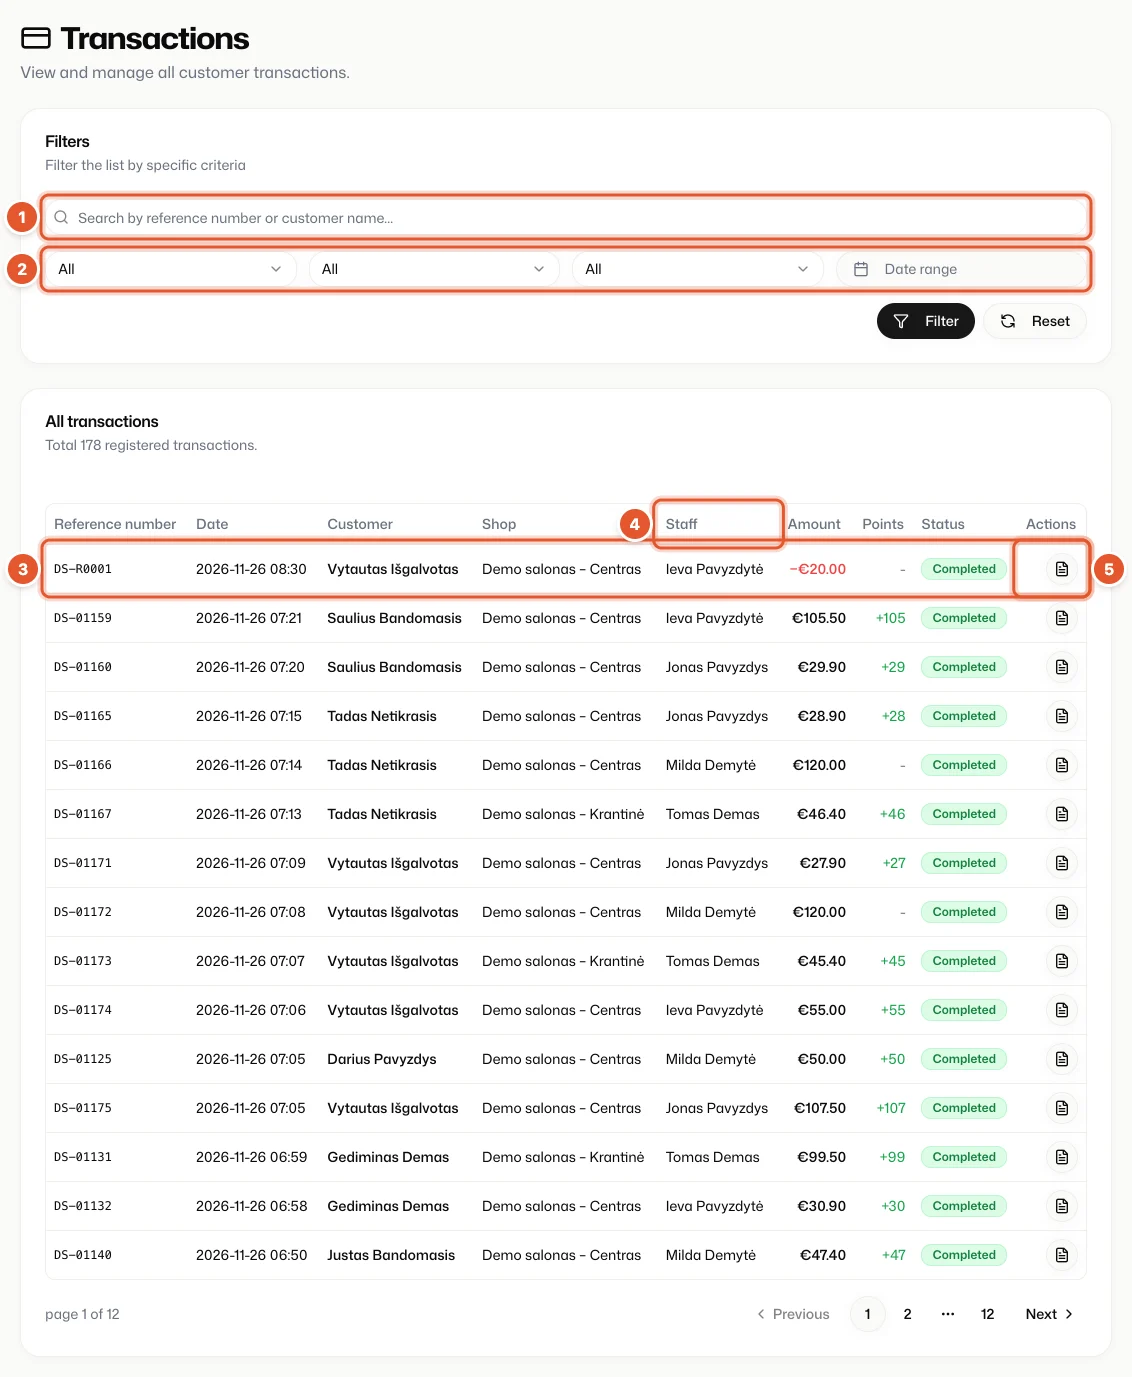 Transactions
View and manage all customer transactions.
Filters
Filter the list by specific criteria
1 Search by reference number or customer name...
2 All All All Date range
Filter Reset
All transactions
Total 178 registered transactions.
Reference number Date Customer Shop 4 Staff Amount Points Status Actions
3 DS-R0001 2026-11-26 08:30 Vytautas Išgalvotas Demo salonas – Centras Ieva Pavyzdytė −€20.00 - Completed 5
DS-01159 2026-11-26 07:21 Saulius Bandomasis Demo salonas – Centras Ieva Pavyzdytė €105.50 +105 Completed
DS-01160 2026-11-26 07:20 Saulius Bandomasis Demo salonas – Centras Jonas Pavyzdys €29.90 +29 Completed
DS-01165 2026-11-26 07:15 Tadas Netikrasis Demo salonas – Centras Jonas Pavyzdys €28.90 +28 Completed
DS-01166 2026-11-26 07:14 Tadas Netikrasis Demo salonas – Centras Milda Demytė €120.00 - Completed
DS-01167 2026-11-26 07:13 Tadas Netikrasis Demo salonas – Krantinė Tomas Demas €46.40 +46 Completed
DS-01171 2026-11-26 07:09 Vytautas Išgalvotas Demo salonas – Centras Jonas Pavyzdys €27.90 +27 Completed
DS-01172 2026-11-26 07:08 Vytautas Išgalvotas Demo salonas – Centras Milda Demytė €120.00 - Completed
DS-01173 2026-11-26 07:07 Vytautas Išgalvotas Demo salonas – Krantinė Tomas Demas €45.40 +45 Completed
DS-01174 2026-11-26 07:06 Vytautas Išgalvotas Demo salonas – Centras Ieva Pavyzdytė €55.00 +55 Completed
DS-01125 2026-11-26 07:05 Darius Pavyzdys Demo salonas – Centras Milda Demytė €50.00 +50 Completed
DS-01175 2026-11-26 07:05 Vytautas Išgalvotas Demo salonas – Centras Jonas Pavyzdys €107.50 +107 Completed
DS-01131 2026-11-26 06:59 Gediminas Demas Demo salonas – Krantinė Tomas Demas €99.50 +99 Completed
DS-01132 2026-11-26 06:58 Gediminas Demas Demo salonas – Centras Ieva Pavyzdytė €30.90 +30 Completed
DS-01140 2026-11-26 06:50 Justas Bandomasis Demo salonas – Centras Milda Demytė €47.40 +47 Completed
page 1 of 12 Previous 1 2 ... 12 Next